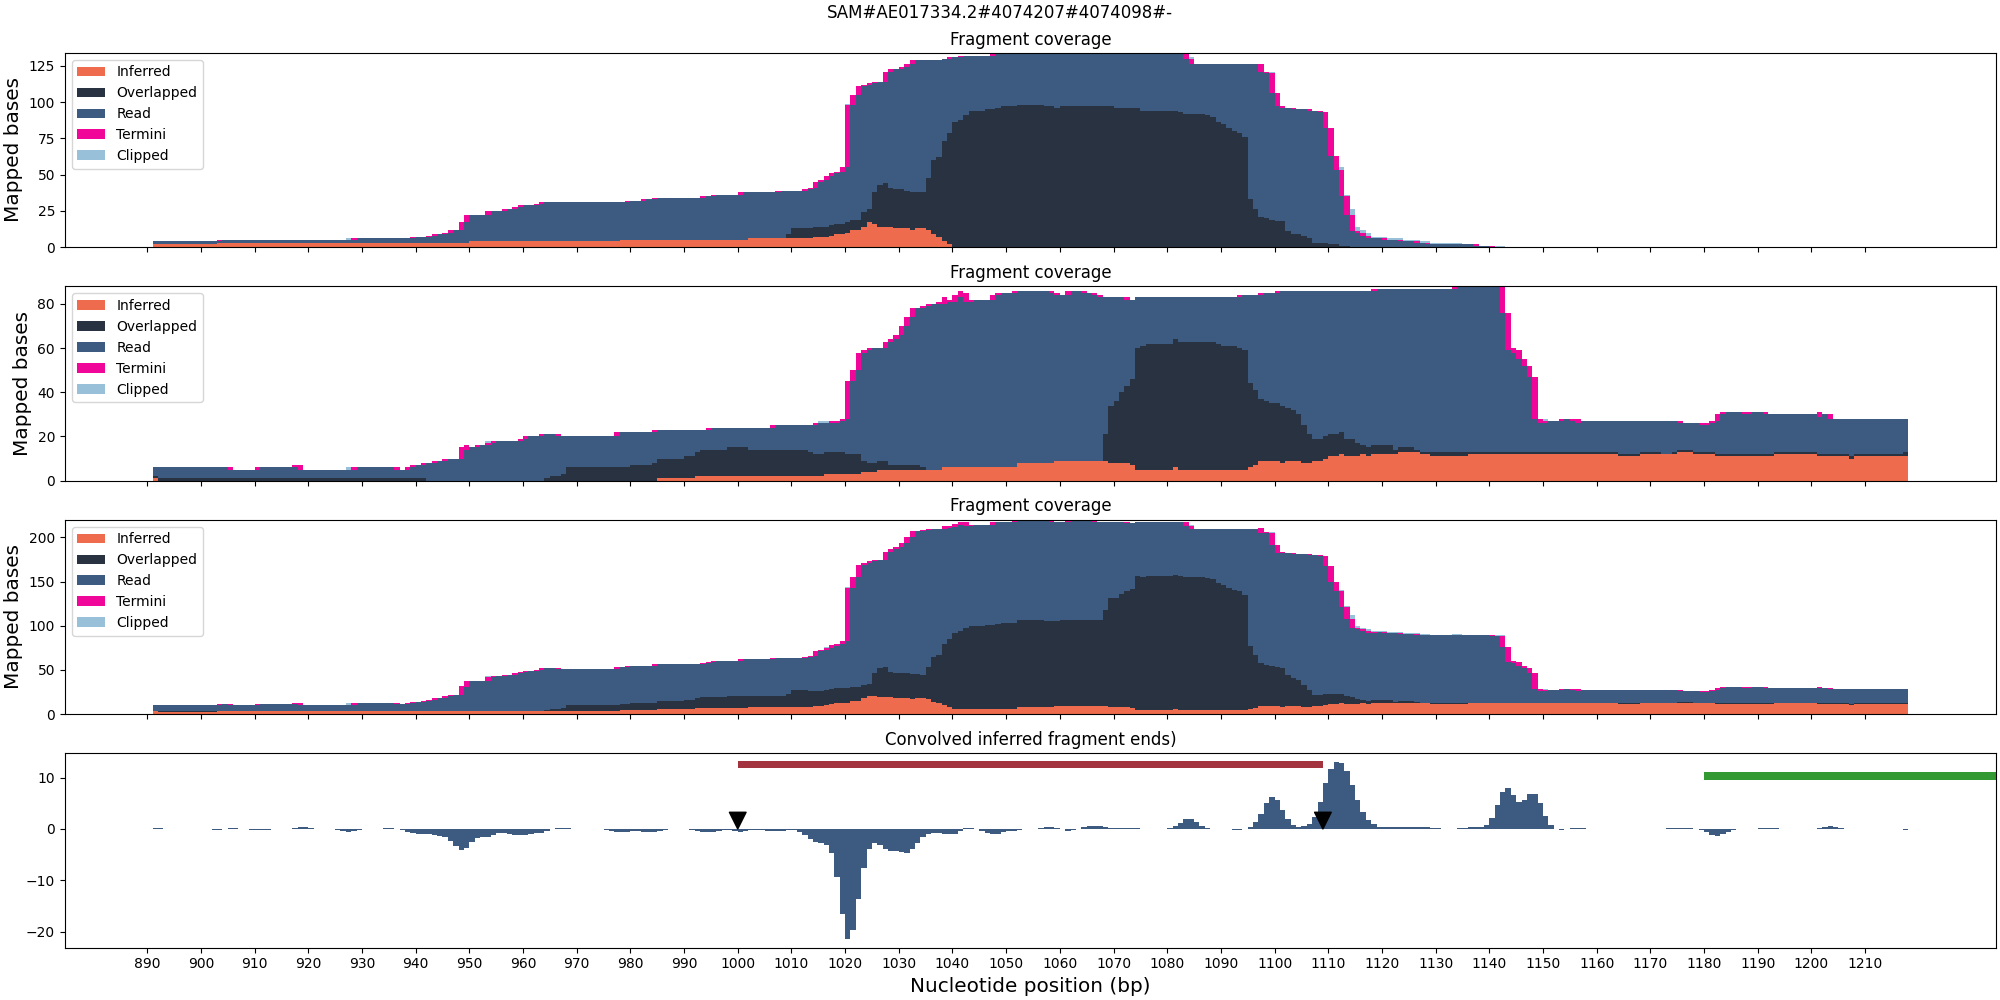 SAM#AE017334.2#4074207#4074098#-
Fragment coverage
Mapped bases
125
100
75
50
25
0
Inferred
Overlapped
Read
Termini
Clipped
Fragment coverage
Mapped bases
80
60
40
20
0
Inferred
Overlapped
Read
Termini
Clipped
Fragment coverage
Mapped bases
200
150
100
50
0
Inferred
Overlapped
Read
Termini
Clipped
Convolved inferred fragment ends)
10
0
−10
−20
890 900 910 920 930 940 950 960 970 980 990 1000 1010 1020 1030 1040 1050 1060 1070 1080 1090 1100 1110 1120 1130 1140 1150 1160 1170 1180 1190 1200 1210
Nucleotide position (bp)